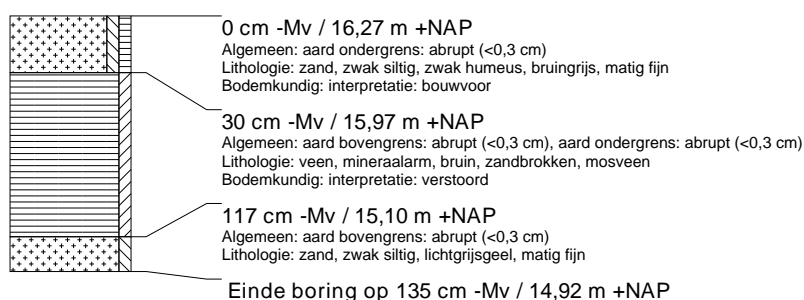 0 cm -Mv / 16,27 m +NAP
Algemeen: aard ondergrens: abrupt (<0,3 cm)
Lithologie: zand, zwak siltig, zwak humeus, bruingrijs, matig fijn
Bodemkundig: interpretatie: bouwvoor
30 cm -Mv / 15,97 m +NAP
Algemeen: aard bovengrens: abrupt (<0,3 cm), aard ondergrens: abrupt (<0,3 cm)
Lithologie: veen, mineraalarm, bruin, zandbrokken, mosveen
Bodemkundig: interpretatie: verstoord
117 cm -Mv / 15,10 m +NAP
Algemeen: aard bovengrens: abrupt (<0,3 cm)
Lithologie: zand, zwak siltig, lichtgrijsgeel, matig fijn
Einde boring op 135 cm -Mv / 14,92 m +NAP